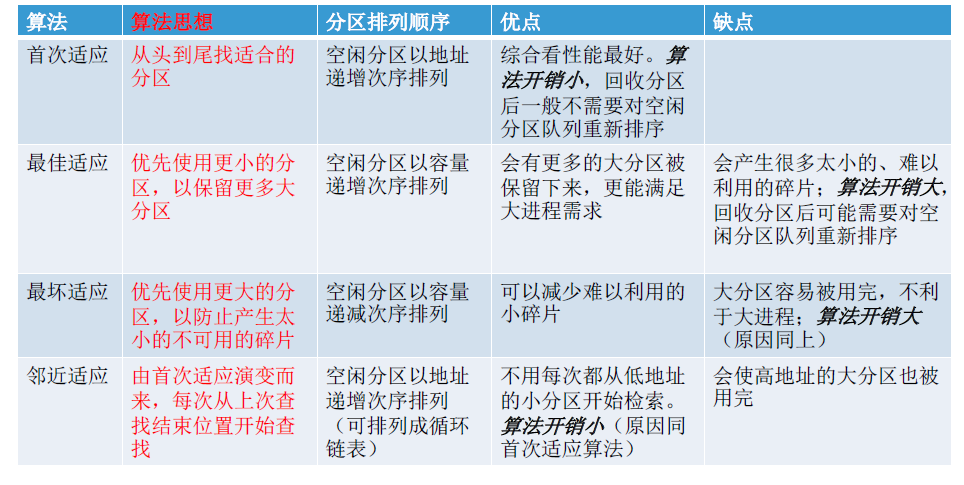 算法 算法思想 分区排列顺序 优点 缺点
首次适应 从头到尾找适合的
分区
空闲分区以地址
递增次序排列
综合看性能最好。算
法开销小，回收分区
后一般不需要对空闲
分区队列重新排序
最佳适应 优先使用更小的分
区，以保留更多大
分区
空闲分区以容量
递增次序排列
会有更多的大分区被
保留下来，更能满足
大进程需求
会产生很多太小的、难以
利用的碎片；算法开销大，
回收分区后可能需要对空
闲分区队列重新排序
最坏适应 优先使用更大的分
区，以防止产生太
小的不可用的碎片
空闲分区以容量
递减次序排列
可以减少难以利用的
小碎片
大分区容易被用完，不利
于大进程；算法开销大
（原因同上）
邻近适应 由首次适应演变而
来，每次从上次查
找结束位置开始查
找
空闲分区以地址
递增次序排列
（可排列成循环
链表）
不用每次都从低地址
的小分区开始检索。
算法开销小（原因同
首次适应算法）
会使高地址的大分区也被
用完